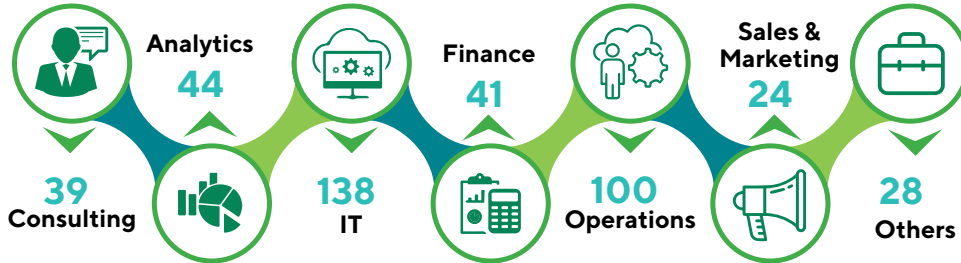 39
Consulting
Analytics
44
138
IT
Finance
41
100
Operations
Sales &
Marketing
24
28
Others